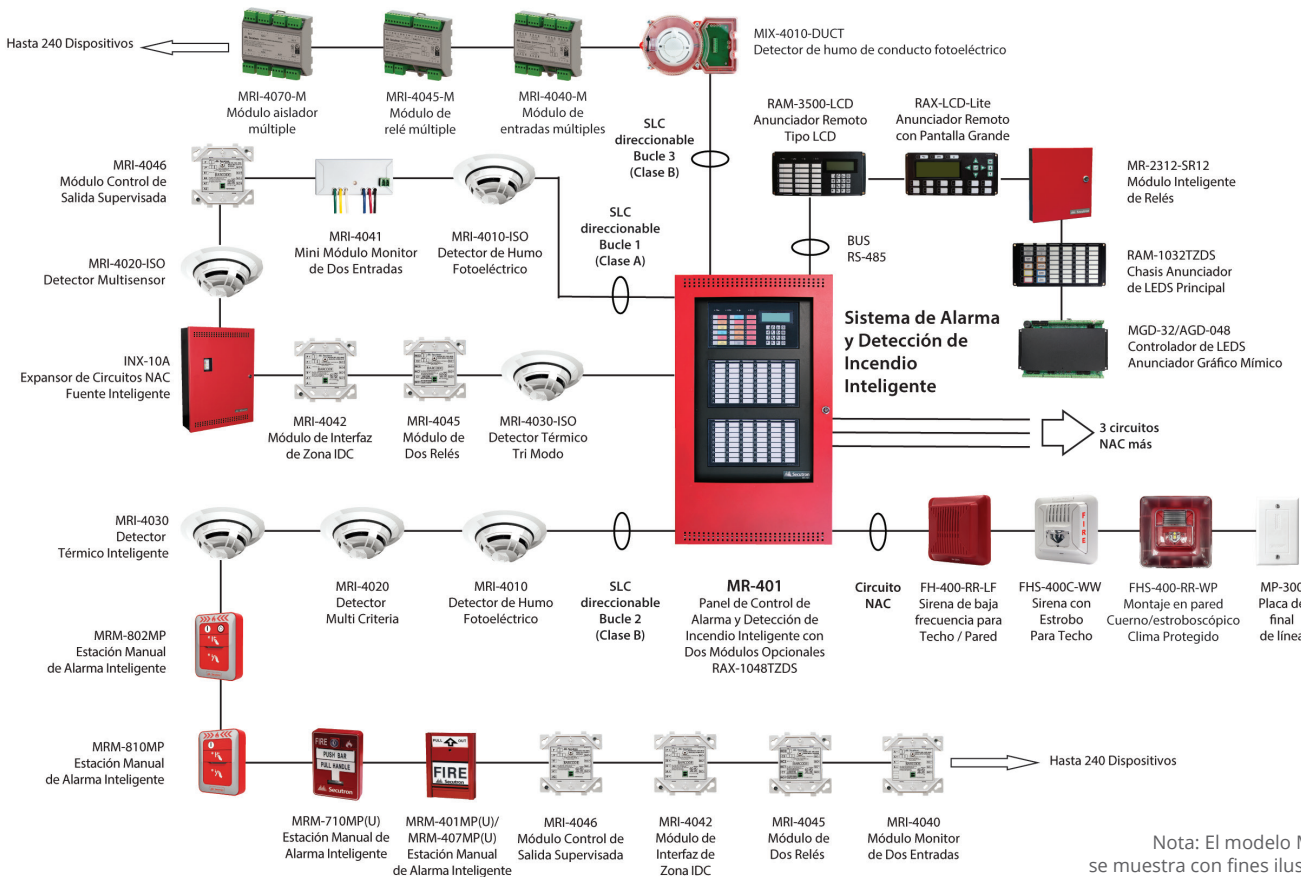 Hasta 240 Dispositivos
MRI-4070-M
Módulo aislador
múltiple
MRI-4045-M
Módulo de
relé múltiple
MRI-4040-M
Módulo de
entradas múltiples
MIX-4010-DUCT
Detector de humo de conducto fotoeléctrico
SLC
direccionable
Bucle 3
(Clase B)
RAM-3500-LCD
Anunciador Remoto
Tipo LCD
RAX-LCD-Lite
Anunciador Remoto
con Pantalla Grande
MR-2312-SR12
Módulo Inteligente
de Relés
MRI-4046
Módulo Control de
Salida Supervisada
MRI-4041
Mini Módulo Monitor
de Dos Entradas
MRI-4010-ISO
Detector de Humo
Fotoeléctrico
SLC
direccionable
Bucle 1
(Clase A)
BUS
RS-485
RAM-1032TZDS
Chasis Anunciador
de LEDS Principal
MRI-4020-ISO
Detector Multisensor
MGD-32/AGD-048
Controlador de LEDS
Anunciador Gráfico Mímico
Sistema de Alarma
y Detección de
Incendio
Inteligente
INX-10A
Expansor de Circuitos NAC
Fuente Inteligente
MRI-4042
Módulo de Interfaz
de Zona IDC
MRI-4045
Módulo de
Dos Relés
MRI-4030-ISO
Detector Térmico
Tri Modo
3 circuitos
NAC más
Secutron
MRI-4030
Detector
Térmico Inteligente
MRI-4020
Detector
Multi Criteria
MRI-4010
Detector de Humo
Fotoeléctrico
SLC
direccionable
Bucle 2
(Clase B)
MR-401
Panel de Control de
Alarma y Detección de
Incendio Inteligente con
Dos Módulos Opcionales
RAX-1048TZDS
Circuito
NAC
FH-400-RR-LF
Sirena de baja
frecuencia para
Techo / Pared
FIRE
FHS-400C-WW
Sirena con
Estrobo
Para Techo
FHS-400-RR-WP
Montaje en pared
Cuerno/estroboscópico
Clima Protegido
MP-300
Placa de
final
de línea
MRM-802MP
Estación Manual
de Alarma Inteligente
MRM-810MP
Estación Manual
de Alarma Inteligente
FIRE
PUSH BAR
PULL HANDLE
Secutron
MRM-710MP(U)
Estación Manual de
Alarma Inteligente
PULL OUT
FIRE
Secutron
MRM-401MP(U)/
MRM-407MP(U)
Estación Manual
de Alarma Inteligente
MRI-4046
Módulo Control de
Salida Supervisada
MRI-4042
Módulo de
Interfaz de
Zona IDC
MRI-4045
Módulo de
Dos Relés
MRI-4040
Módulo Monitor
de Dos Entradas
Hasta 240 Dispositivos
Nota: El modelo M
se muestra con fines ilus